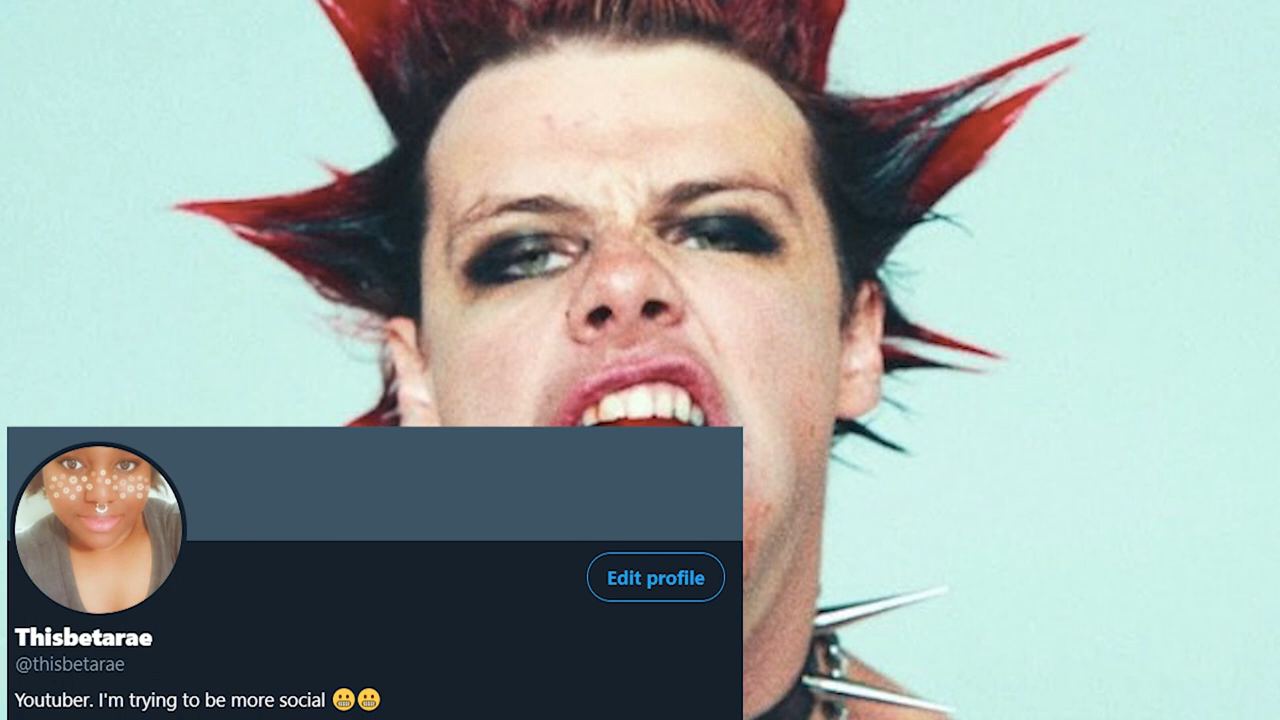 Edit profile
Thisbetarae
@thisbetarae
Youtuber. I'm trying to be more social 😬😬